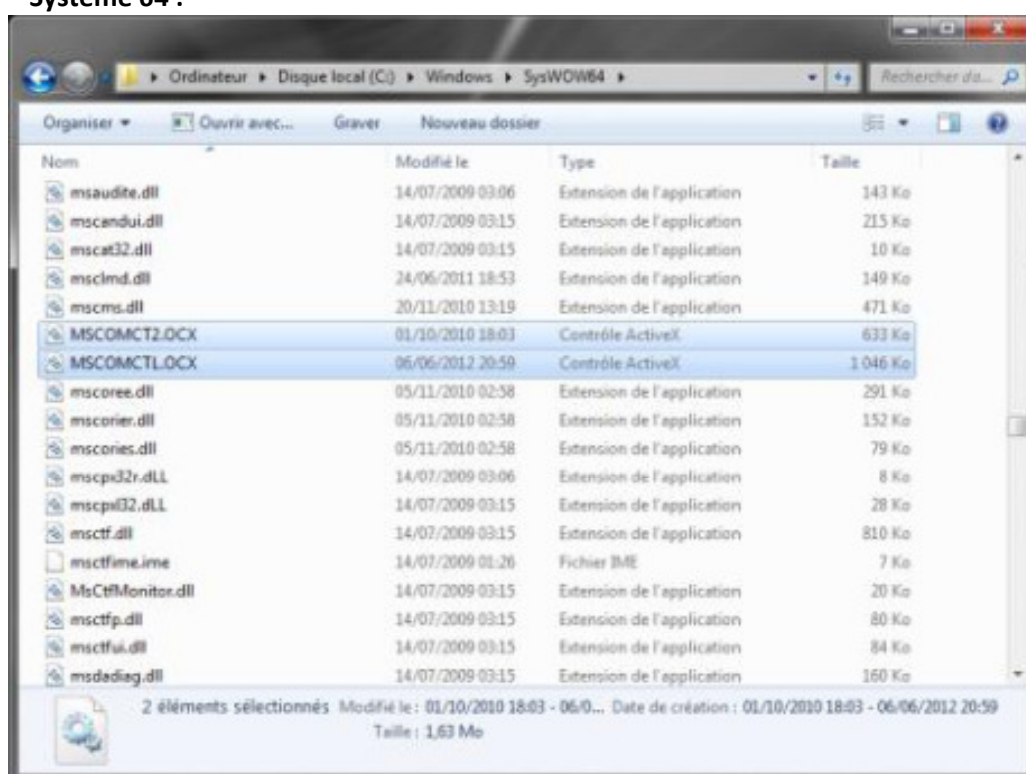 Système 64 :
Ordinateur ▸ Disque local (C:) ▸ Windows ▸ SysWOW64 ▸ Rechercher da...
Organiser Ouvrir avec... Graver Nouveau dossier
Nom Modifié le Type Taille
msaudite.dll 14/07/2009 03:06 Extension de l'application 143 Ko
mscandui.dll 14/07/2009 03:15 Extension de l'application 215 Ko
mscat32.dll 14/07/2009 03:15 Extension de l'application 10 Ko
msclmd.dll 24/06/2011 18:53 Extension de l'application 149 Ko
mscms.dll 20/11/2010 13:19 Extension de l'application 471 Ko
MSCOMCT2.OCX 01/10/2010 18:03 Contrôle ActiveX 633 Ko
MSCOMCTL.OCX 06/06/2012 20:59 Contrôle ActiveX 1 046 Ko
mscoree.dll 05/11/2010 02:58 Extension de l'application 291 Ko
mscorier.dll 05/11/2010 02:58 Extension de l'application 152 Ko
mscories.dll 05/11/2010 02:58 Extension de l'application 79 Ko
mscpx32r.dLL 14/07/2009 03:06 Extension de l'application 8 Ko
mscpxl32.dLL 14/07/2009 03:15 Extension de l'application 28 Ko
msctf.dll 14/07/2009 03:15 Extension de l'application 810 Ko
msctfime.ime 14/07/2009 01:26 Fichier IME 7 Ko
MsCtfMonitor.dll 14/07/2009 03:15 Extension de l'application 20 Ko
msctfp.dll 14/07/2009 03:15 Extension de l'application 80 Ko
msctfui.dll 14/07/2009 03:15 Extension de l'application 84 Ko
msdadiag.dll 14/07/2009 03:15 Extension de l'application 160 Ko
2 éléments sélectionnés Modifié le : 01/10/2010 18:03 - 06/0... Date de création : 01/10/2010 18:03 - 06/06/2012 20:59
Taille : 1,63 Mo